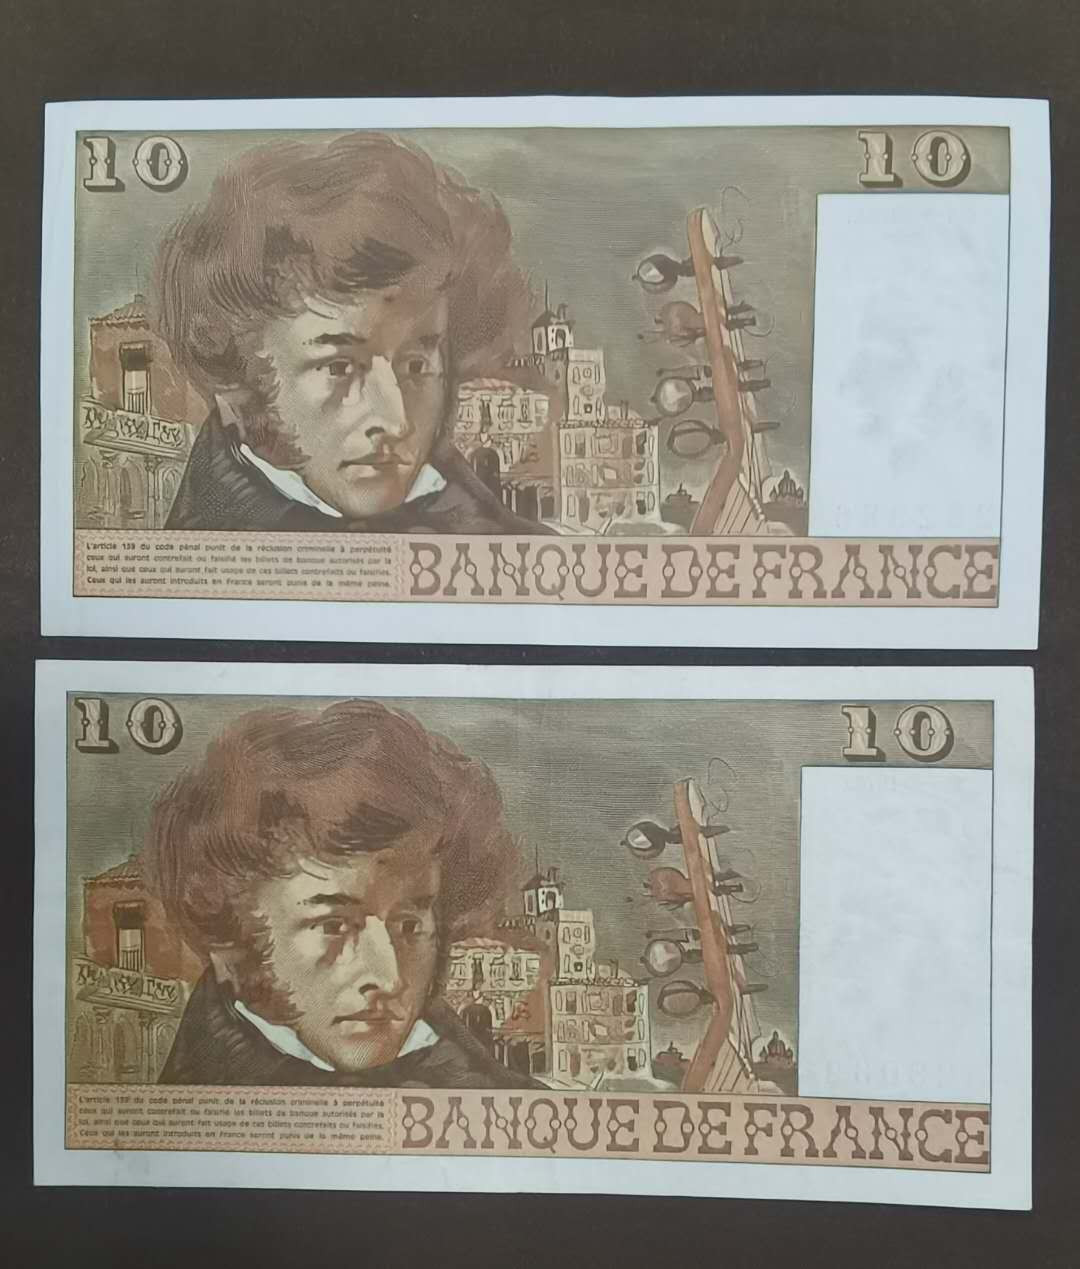 10 10
L'article 139 du code pénal punit de la réclusion criminelle à perpétuité
ceux qui auront contrefait ou falsifié les billets de banque autorisés par la
loi, ainsi que ceux qui auront fait usage de ces billets contrefaits ou falsifiés.
Ceux qui les auront introduits en France seront punis de la même peine.
BANQUE DE FRANCE
10 10
L'article 139 du code pénal punit de la réclusion criminelle à perpétuité
ceux qui auront contrefait ou falsifié les billets de banque autorisés par la
loi, ainsi que ceux qui auront fait usage de ces billets contrefaits ou falsifiés.
Ceux qui les auront introduits en France seront punis de la même peine.
BANQUE DE FRANCE